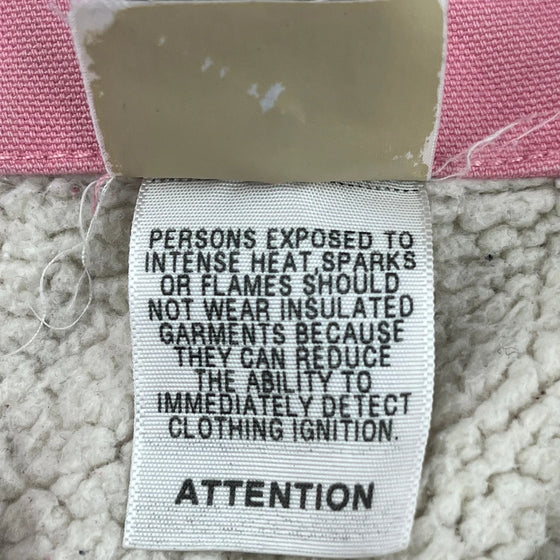 PERSONS EXPOSED TO
INTENSE HEAT, SPARKS
OR FLAMES SHOULD
NOT WEAR INSULATED
GARMENTS BECAUSE
THEY CAN REDUCE
THE ABILITY TO
IMMEDIATELY DETECT
CLOTHING IGNITION.
ATTENTION